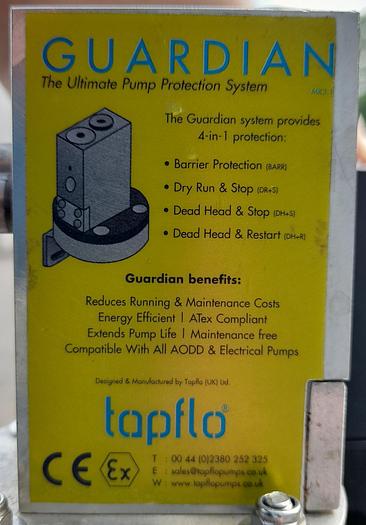 GUARDIAN
The Ultimate Pump Protection System
The Guardian system provides
4-in-1 protection:
• Barrier Protection (BARR)
• Dry Run & Stop (DR+S)
• Dead Head & Stop (DH+S)
• Dead Head & Restart (DH+R)
Guardian benefits:
Reduces Running & Maintenance Costs
Energy Efficient | ATex Compliant
Extends Pump Life | Maintenance free
Compatible With All AODD & Electrical Pumps
Designed & Manufactured by Tapflo (UK) Ltd.
tapflo®
CE Ex
T : 00 44 (0)2380 252 325
E : sales@tapflopumps.co.uk
W : www.tapflopumps.co.uk